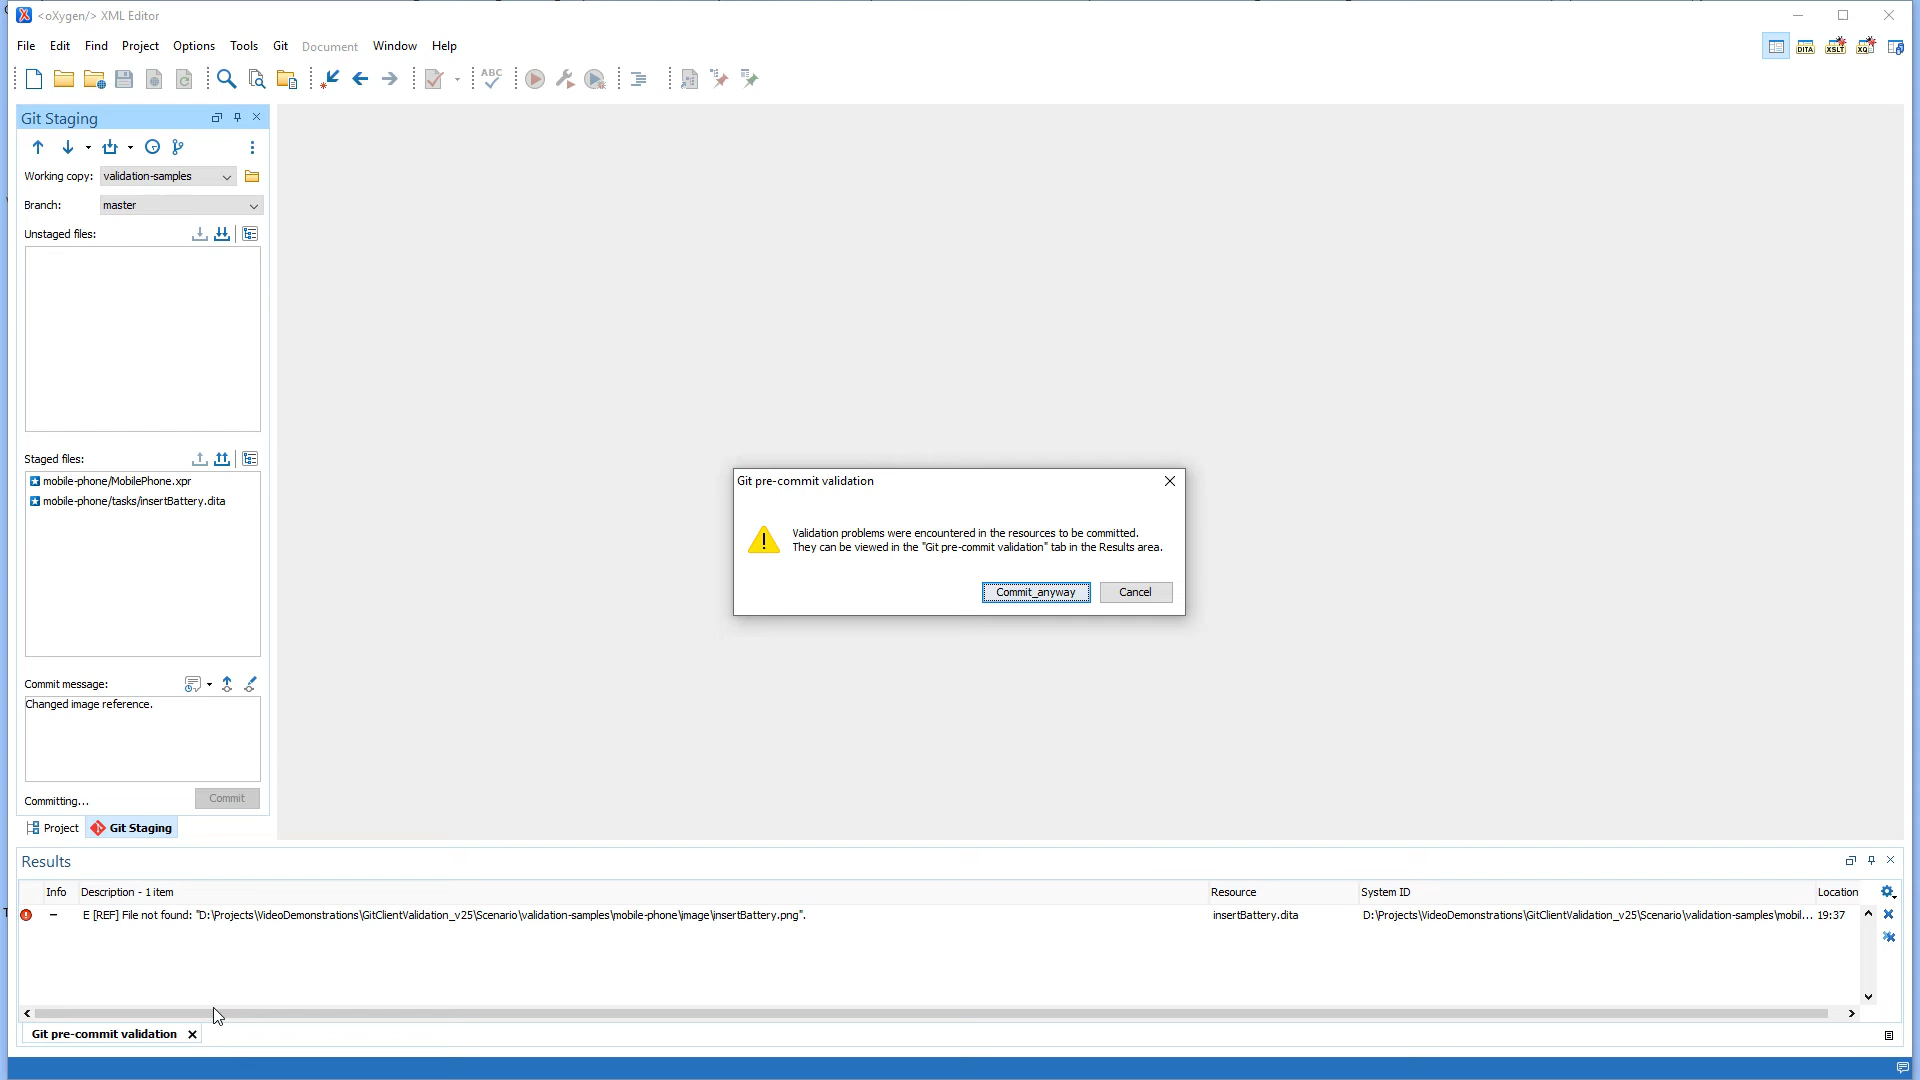 <oXygen/> XML Editor
File Edit Find Project Options Tools Git Document Window Help
DITA XSLT XQ
ABC
Git Staging
Working copy: validation-samples
Branch: master
Unstaged files:
Staged files:
mobile-phone/MobilePhone.xpr
mobile-phone/tasks/insertBattery.dita
Git pre-commit validation
Validation problems were encountered in the resources to be committed.
They can be viewed in the "Git pre-commit validation" tab in the Results area.
Commit_anyway Cancel
Commit message:
Changed image reference.
Committing... Commit
Project Git Staging
Results
Info Description - 1 item Resource System ID Location
E [REF] File not found: "D:\Projects\VideoDemonstrations\GitClientValidation_v25\Scenario\validation-samples\mobile-phone\image\insertBattery.png". insertBattery.dita D:\Projects\VideoDemonstrations\GitClientValidation_v25\Scenario\validation-samples\mobil... 19:37
Git pre-commit validation